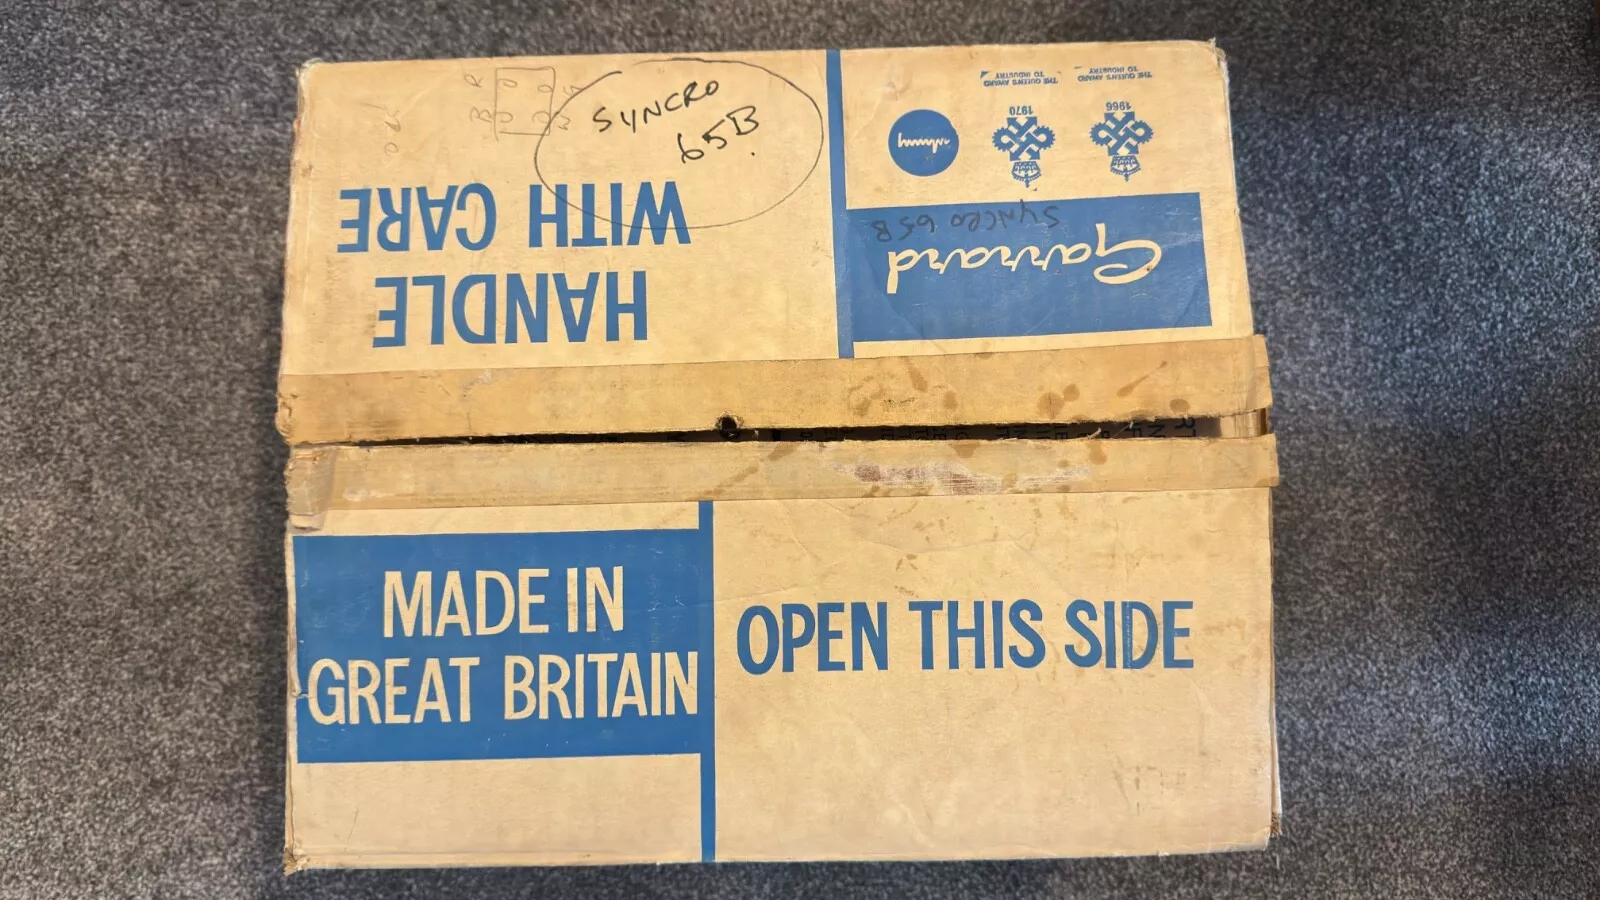 SYNCRO
65B.
HANDLE
WITH CARE
Garrard
SYNCRO 65B
1970
1966
THE QUEEN'S AWARD
TO INDUSTRY
THE QUEEN'S AWARD
TO INDUSTRY
MADE IN
GREAT BRITAIN
OPEN THIS SIDE